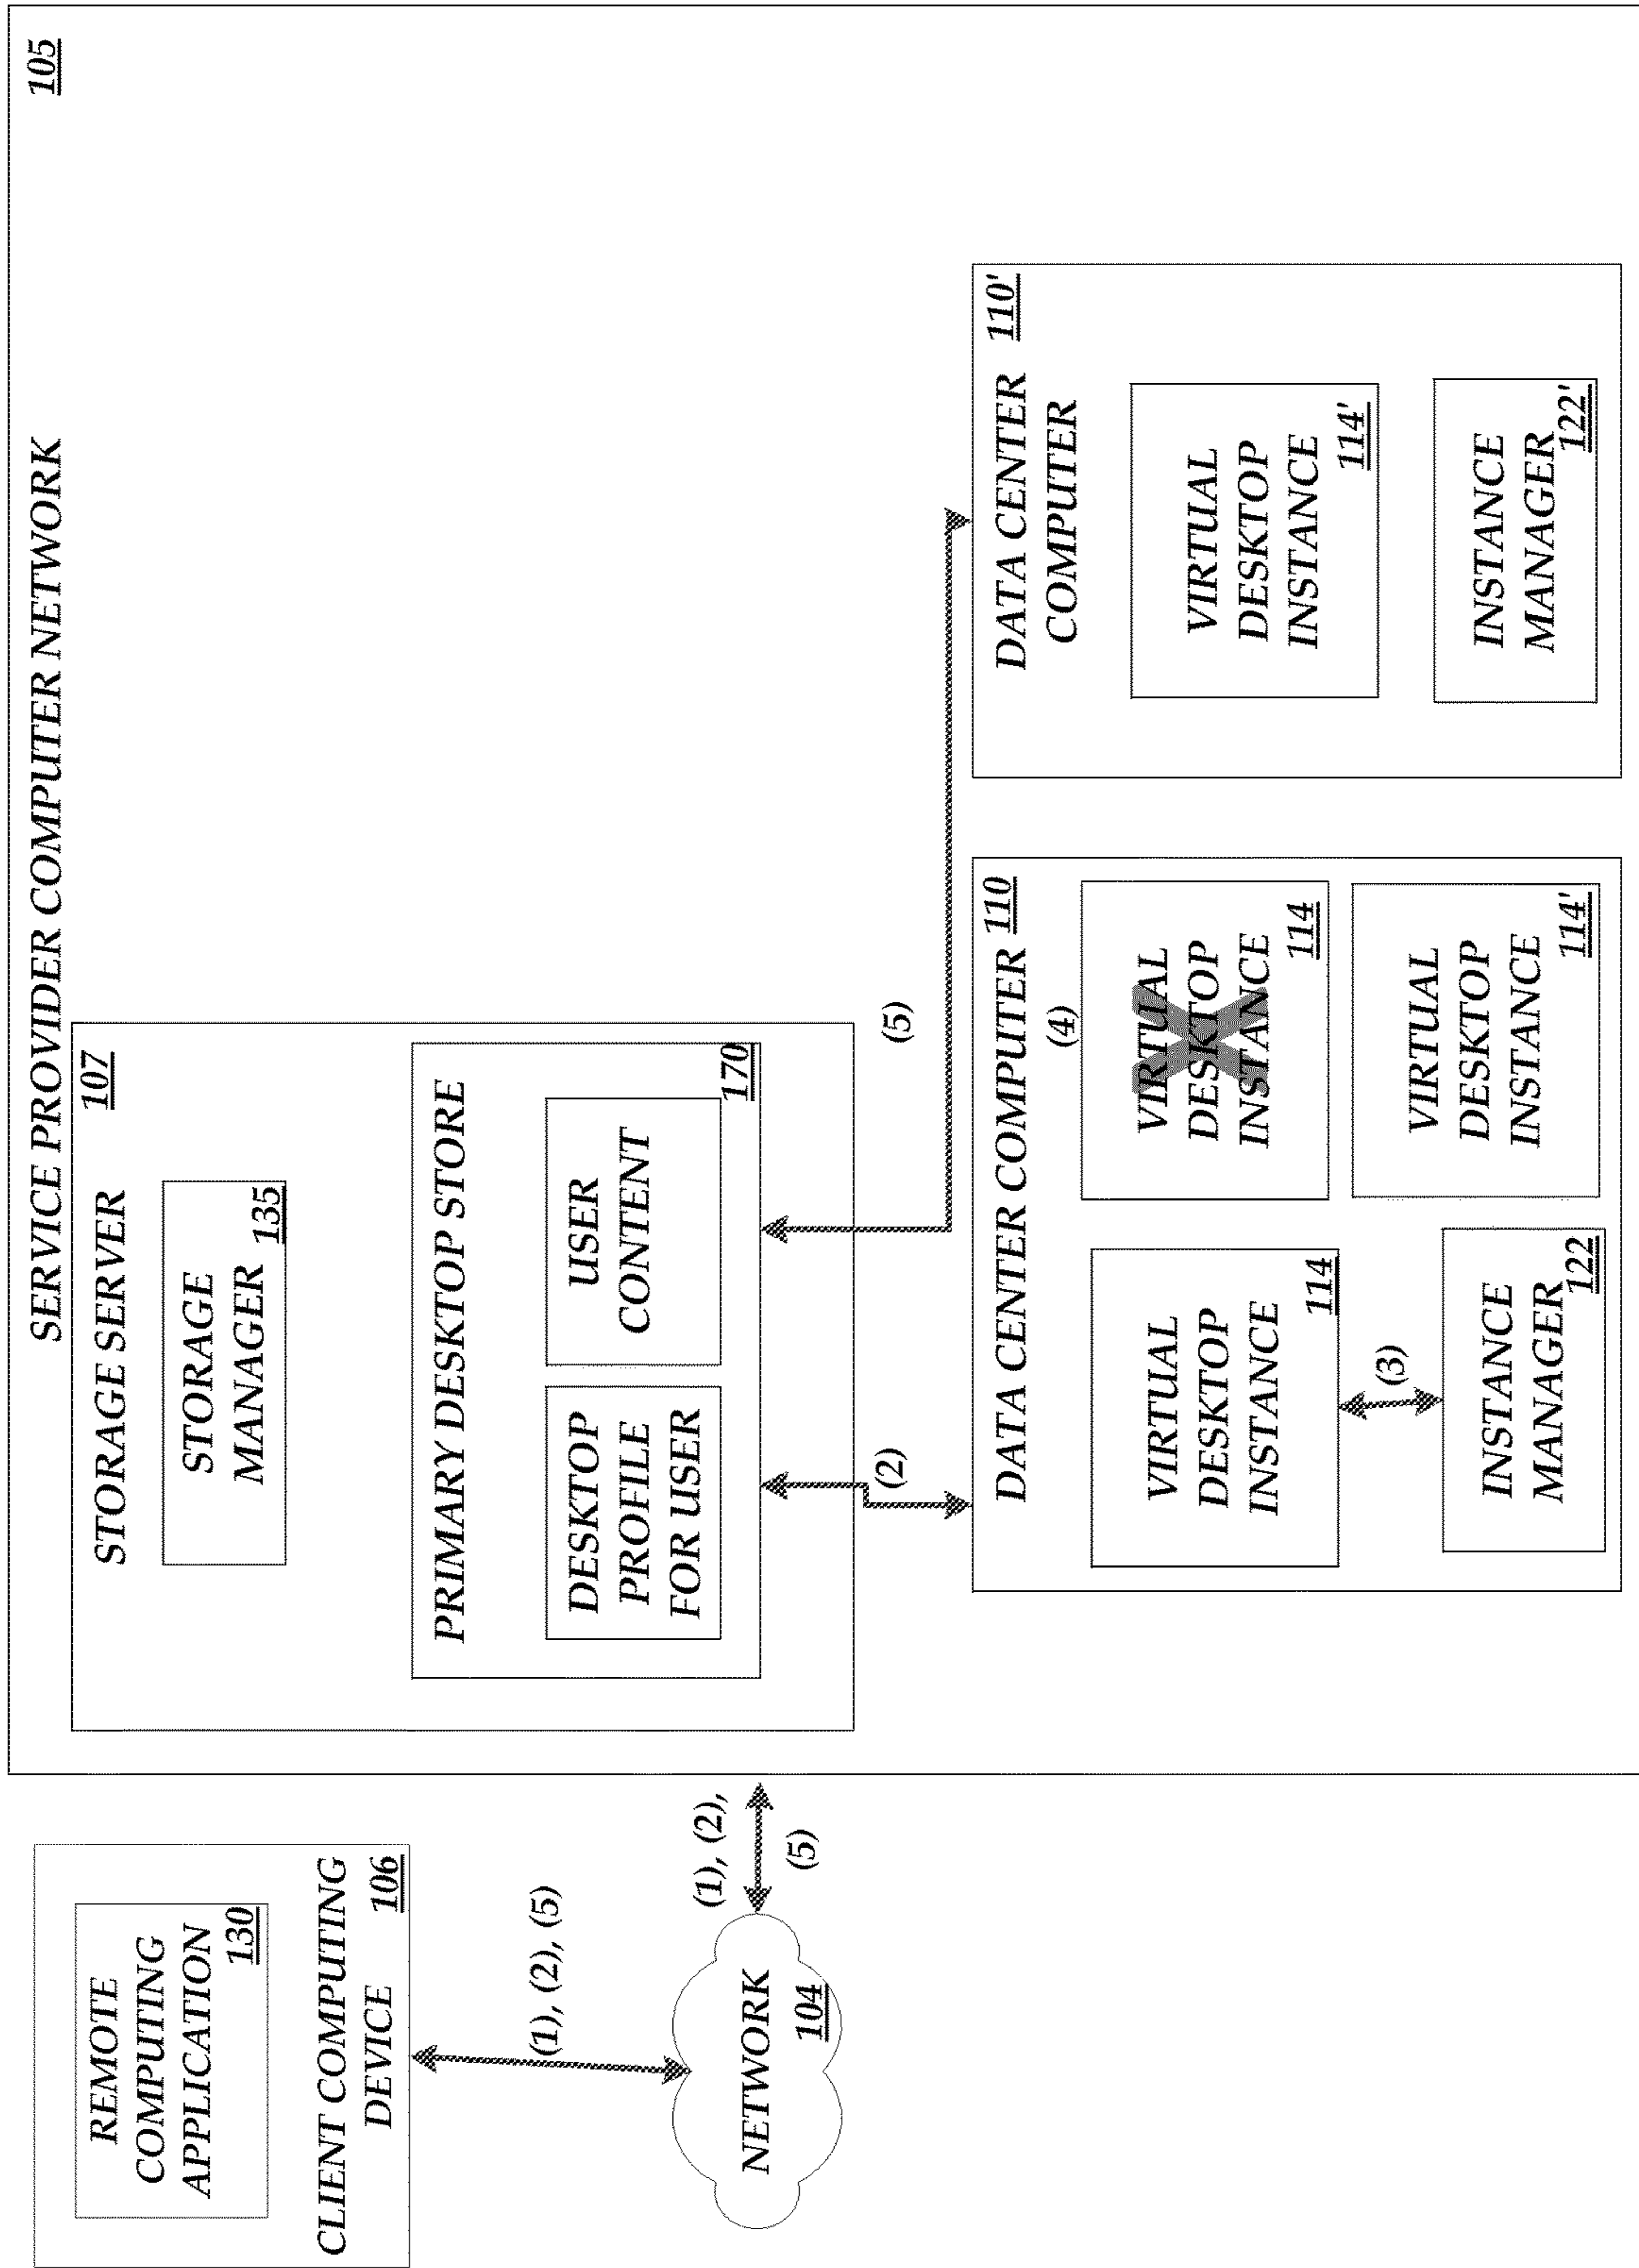 SERVICE PROVIDER COMPUTER NETWORK
105
REMOTE
COMPUTING
APPLICATION
130
CLIENT COMPUTING
DEVICE
106
(1), (2), (5)
NETWORK
104
(1), (2),
(5)
STORAGE SERVER
107
STORAGE
MANAGER
135
PRIMARY DESKTOP STORE
DESKTOP
PROFILE
FOR USER
USER
CONTENT
170
(2)
(5)
DATA CENTER COMPUTER
110
VIRTUAL
DESKTOP
INSTANCE
114
(3)
INSTANCE
MANAGER
122
(4)
VIRTUAL
DESKTOP
INSTANCE
114
VIRTUAL
DESKTOP
INSTANCE
114'
DATA CENTER
COMPUTER
110'
VIRTUAL
DESKTOP
INSTANCE
114'
INSTANCE
MANAGER
122'